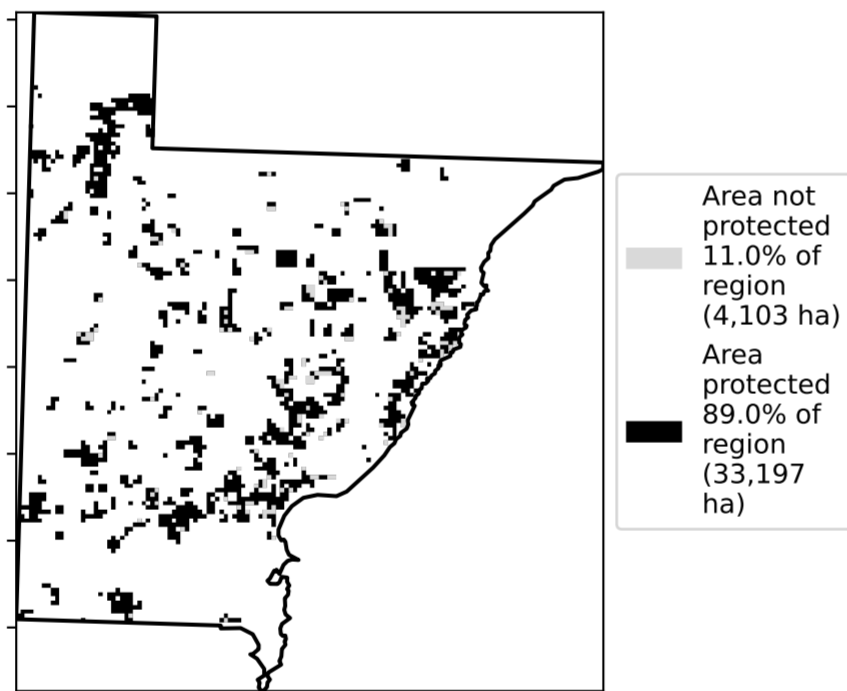 Area not
protected
11.0% of
region
(4,103 ha)
Area
protected
89.0% of
region
(33,197
ha)